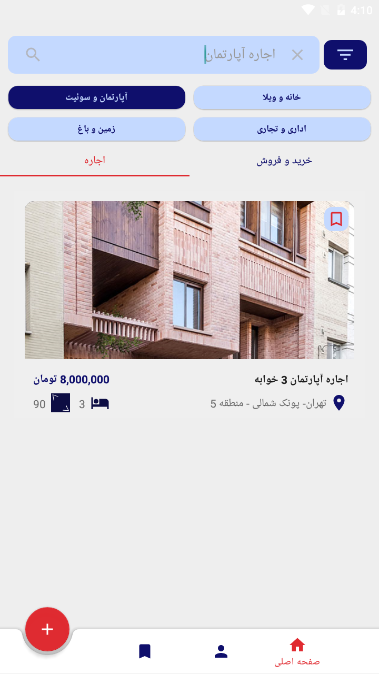 4:10
اجاره آپارتمان
خانه و ویلا
آپارتمان و سوئیت
اداری و تجاری
زمین و باغ
خرید و فروش
اجاره
اجاره آپارتمان 3 خوابه
8,000,000 تومان
تهران- پونک شمالی - منطقه 5
3
90
صفحه اصلی